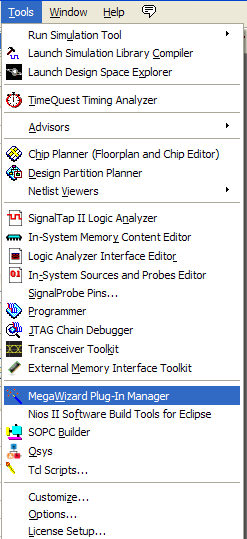 Tools Window Help
Run Simulation Tool
Launch Simulation Library Compiler
Launch Design Space Explorer
TimeQuest Timing Analyzer
Advisors
Chip Planner (Floorplan and Chip Editor)
Design Partition Planner
Netlist Viewers
SignalTap II Logic Analyzer
In-System Memory Content Editor
Logic Analyzer Interface Editor
In-System Sources and Probes Editor
SignalProbe Pins...
Programmer
JTAG Chain Debugger
Transceiver Toolkit
External Memory Interface Toolkit
MegaWizard Plug-In Manager
Nios II Software Build Tools for Eclipse
SOPC Builder
Qsys
Tcl Scripts...
Customize...
Options...
License Setup...